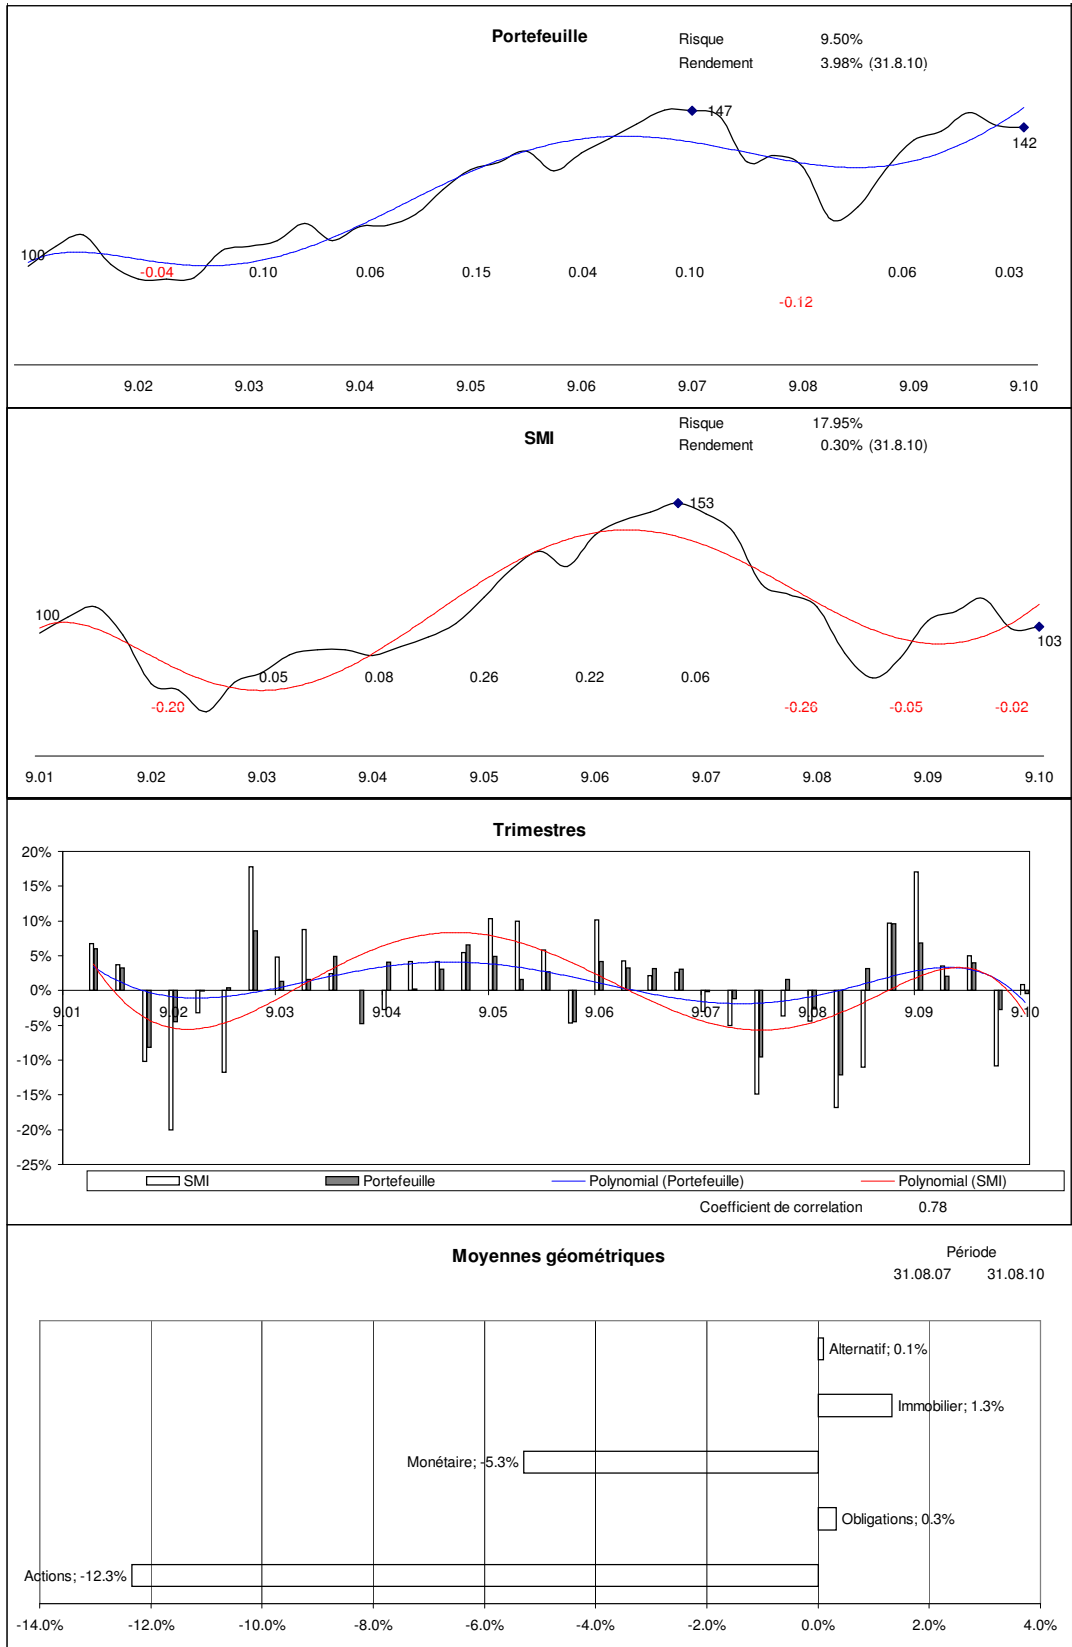 Portefeuille
Risque 9.50%
Rendement 3.98% (31.8.10)
147
142
100
-0.04 0.10 0.06 0.15 0.04 0.10 0.06 0.03
-0.12
9.02 9.03 9.04 9.05 9.06 9.07 9.08 9.09 9.10
SMI
Risque 17.95%
Rendement 0.30% (31.8.10)
153
100
103
0.05 0.08 0.26 0.22 0.06
-0.20 -0.26 -0.05 -0.02
9.01 9.02 9.03 9.04 9.05 9.06 9.07 9.08 9.09 9.10
Trimestres
20%
15%
10%
5%
0%
9.01 9.02 9.03 9.04 9.05 9.06 9.07 9.08 9.09 9.10
-5%
-10%
-15%
-20%
-25%
SMI Portefeuille Polynomial (Portefeuille) Polynomial (SMI)
Coefficient de correlation 0.78
Moyennes géométriques
Période
31.08.07 31.08.10
Alternatif; 0.1%
Immobilier; 1.3%
Monétaire; -5.3%
Obligations; 0.3%
Actions; -12.3%
-14.0% -12.0% -10.0% -8.0% -6.0% -4.0% -2.0% 0.0% 2.0% 4.0%